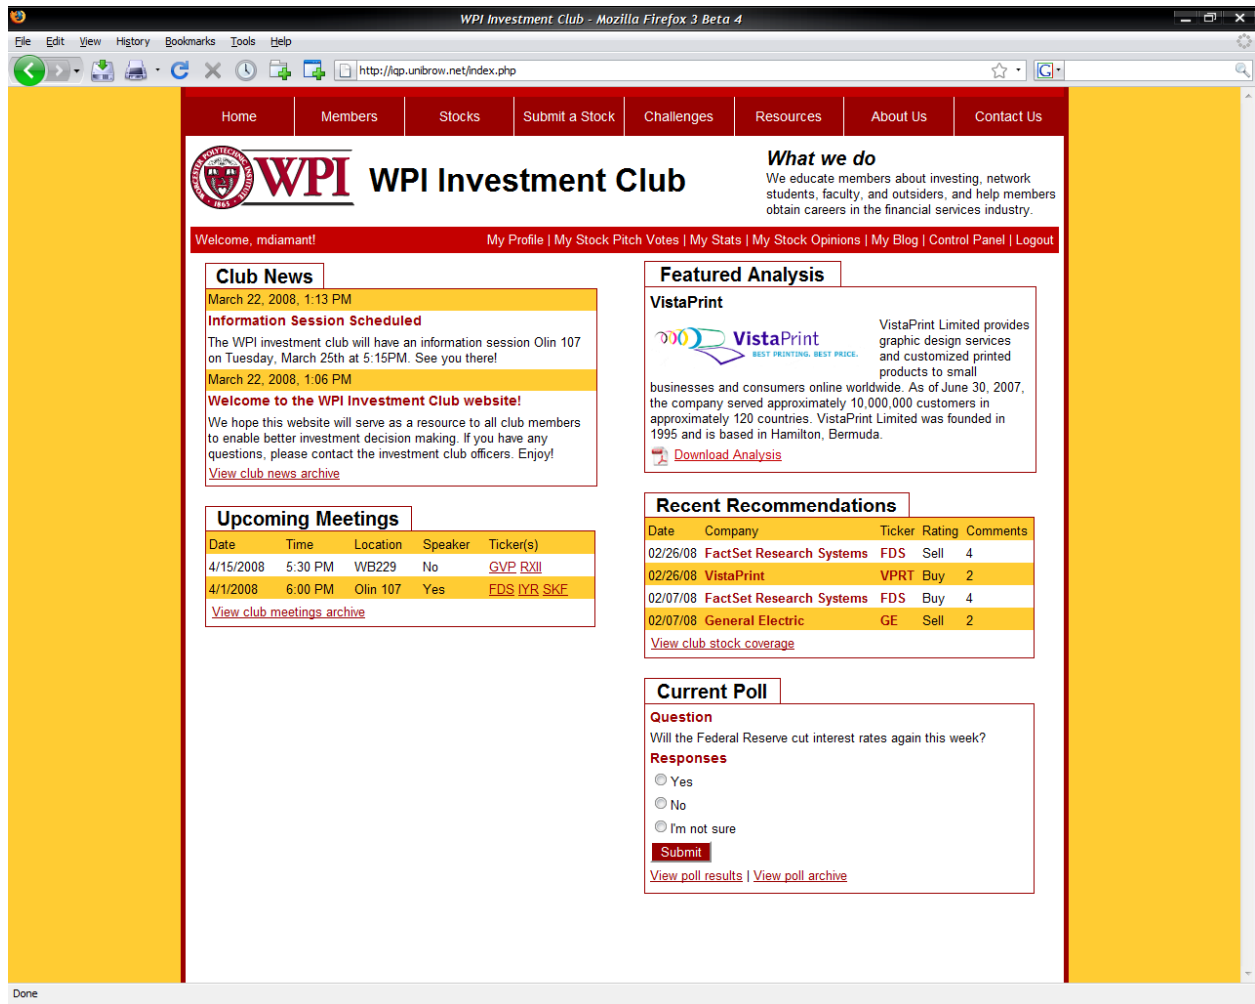 WPI Investment Club - Mozilla Firefox 3 Beta 4
File Edit View History Bookmarks Tools Help
http://iqp.unibrow.net/index.php
G
Home Members Stocks Submit a Stock Challenges Resources About Us Contact Us
WORCESTER POLYTECHNIC INSTITUTE
1865
WPI
WPI Investment Club
What we do
We educate members about investing, network
students, faculty, and outsiders, and help members
obtain careers in the financial services industry.
Welcome, mdiamant!
My Profile | My Stock Pitch Votes | My Stats | My Stock Opinions | My Blog | Control Panel | Logout
Club News
March 22, 2008, 1:13 PM
Information Session Scheduled
The WPI investment club will have an information session Olin 107
on Tuesday, March 25th at 5:15PM. See you there!
March 22, 2008, 1:06 PM
Welcome to the WPI Investment Club website!
We hope this website will serve as a resource to all club members
to enable better investment decision making. If you have any
questions, please contact the investment club officers. Enjoy!
View club news archive
Upcoming Meetings
Date Time Location Speaker Ticker(s)
4/15/2008 5:30 PM WB229 No GVP RXII
4/1/2008 6:00 PM Olin 107 Yes FDS IYR SKF
View club meetings archive
Featured Analysis
VistaPrint
VistaPrint
BEST PRINTING. BEST PRICE.
VistaPrint Limited provides
graphic design services
and customized printed
products to small
businesses and consumers online worldwide. As of June 30, 2007,
the company served approximately 10,000,000 customers in
approximately 120 countries. VistaPrint Limited was founded in
1995 and is based in Hamilton, Bermuda.
Download Analysis
Recent Recommendations
Date Company Ticker Rating Comments
02/26/08 FactSet Research Systems FDS Sell 4
02/26/08 VistaPrint VPRT Buy 2
02/07/08 FactSet Research Systems FDS Buy 4
02/07/08 General Electric GE Sell 2
View club stock coverage
Current Poll
Question
Will the Federal Reserve cut interest rates again this week?
Responses
Yes
No
I'm not sure
Submit
View poll results | View poll archive
Done